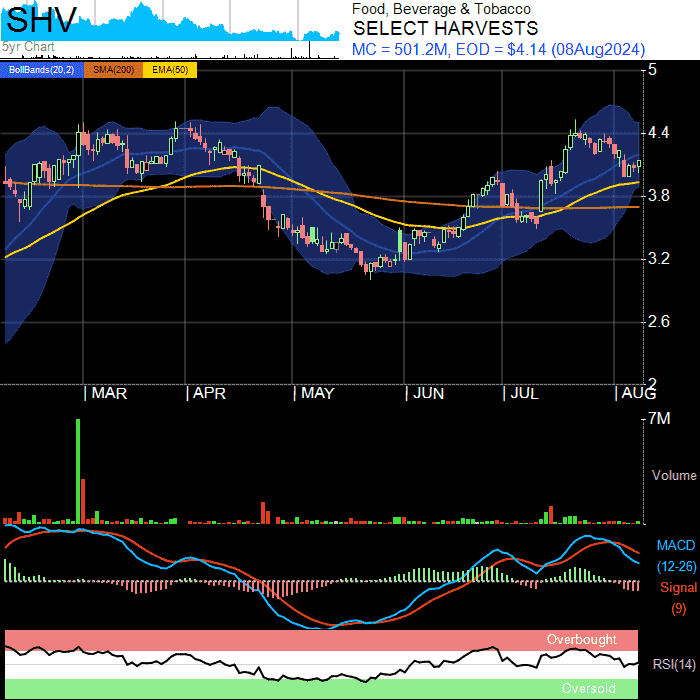 SHV
5yr Chart
Food, Beverage & Tobacco
SELECT HARVESTS
MC = 501.2M, EOD = $4.14 (08Aug2024)
BollBands(20,2) SMA(200) EMA(50)
5
4.4
3.8
3.2
2.6
2
MAR APR MAY JUN JUL AUG
7M
Volume
MACD
(12-26)
Signal
(9)
Overbought
RSI(14)
Oversold